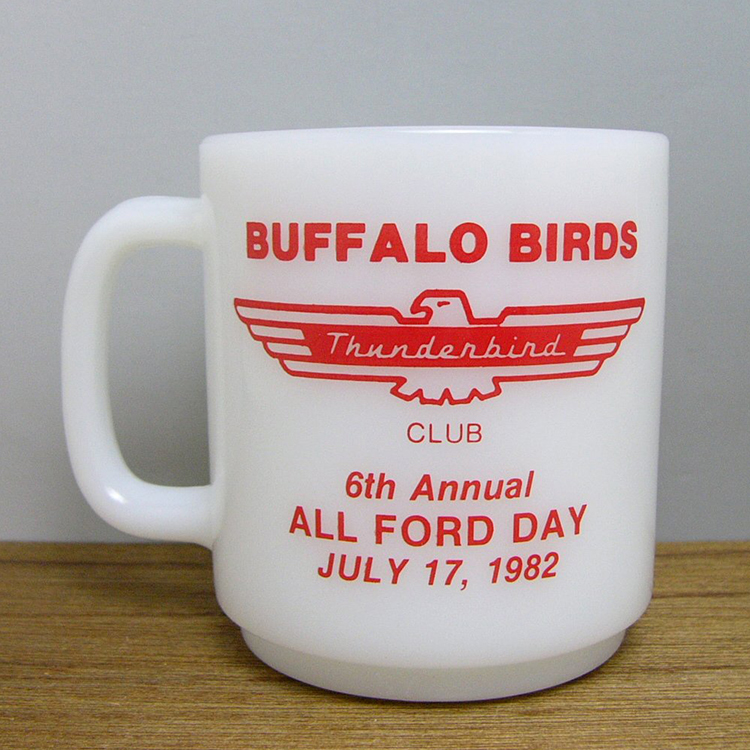 BUFFALO BIRDS
Thunderbird
CLUB
6th Annual
ALL FORD DAY
JULY 17, 1982